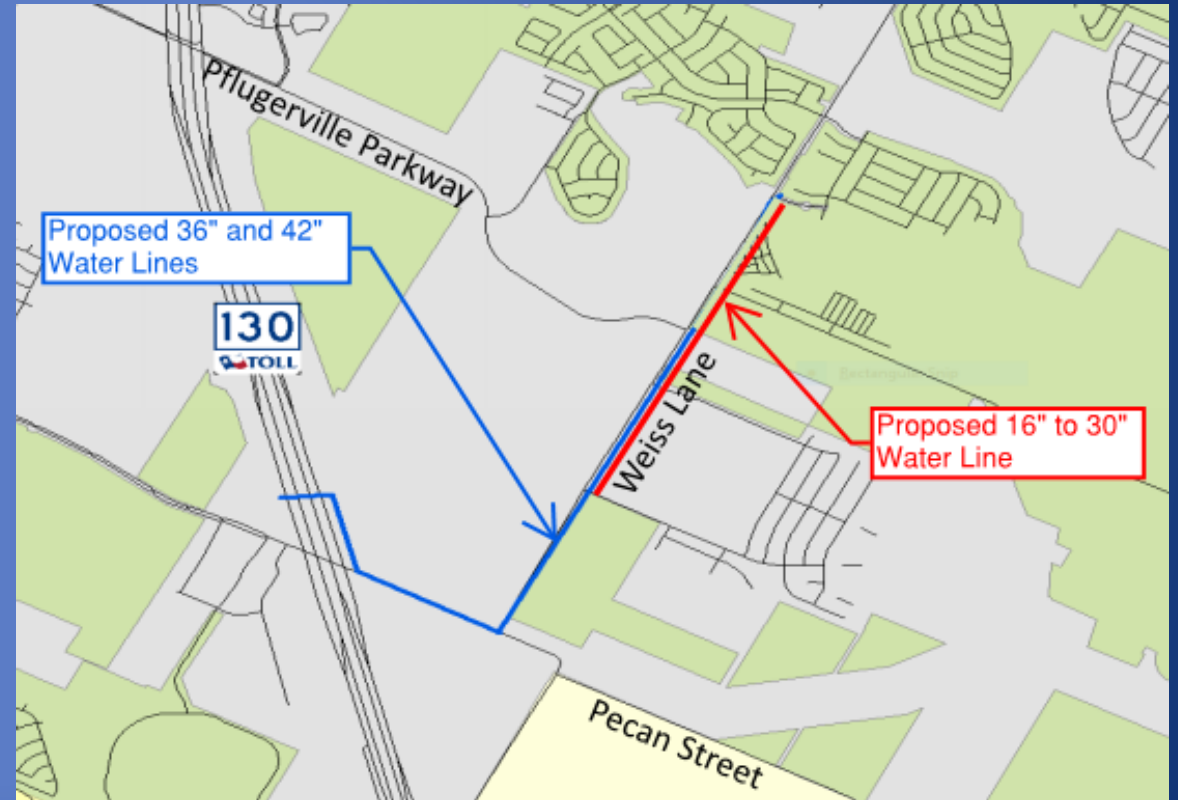 Pflugerville Parkway
Proposed 36" and 42"
Water Lines
130
TOLL
Weiss Lane
Proposed 16" to 30"
Water Line
Pecan Street